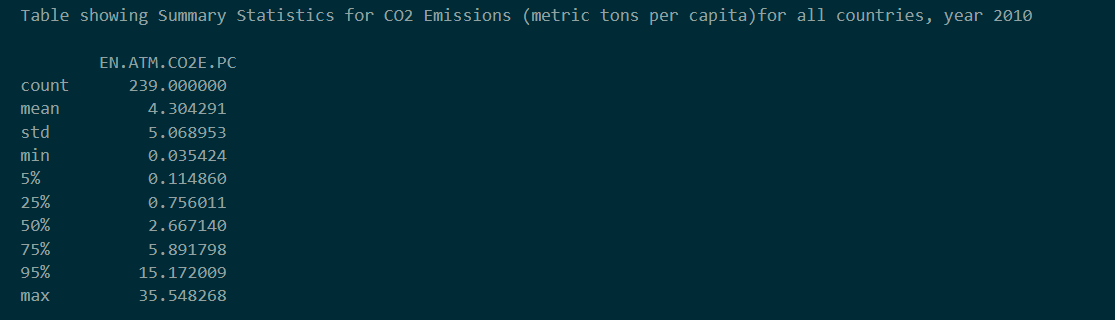 Table showing Summary Statistics for CO2 Emissions (metric tons per capita)for all countries, year 2010
EN.ATM.CO2E.PC
count 239.000000
mean 4.304291
std 5.068953
min 0.035424
5% 0.114860
25% 0.756011
50% 2.667140
75% 5.891798
95% 15.172009
max 35.548268